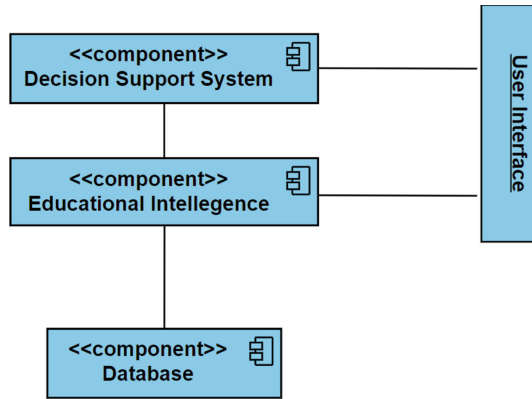 <<component>>
Decision Support System
User Interface
<<component>>
Educational Intellegence
<<component>>
Database